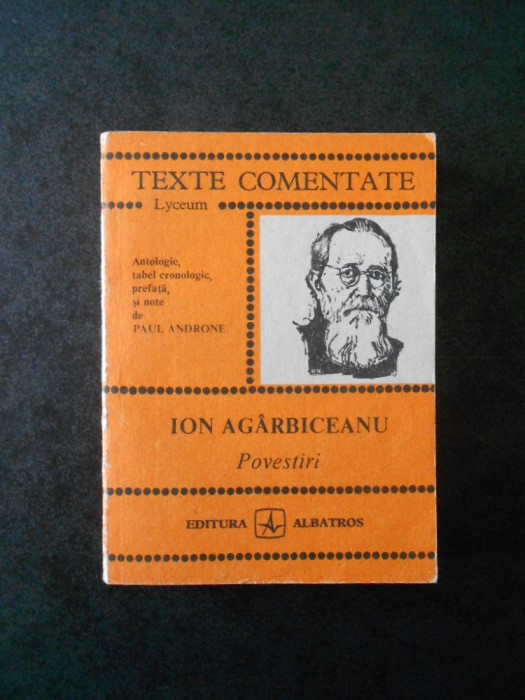 TEXTE COMENTATE
Lyceum
Antologie,
tabel cronologic,
prefață,
și note
de
PAUL ANDRONE
ION AGÂRBICEANU
Povestiri
EDITURA ALBATROS